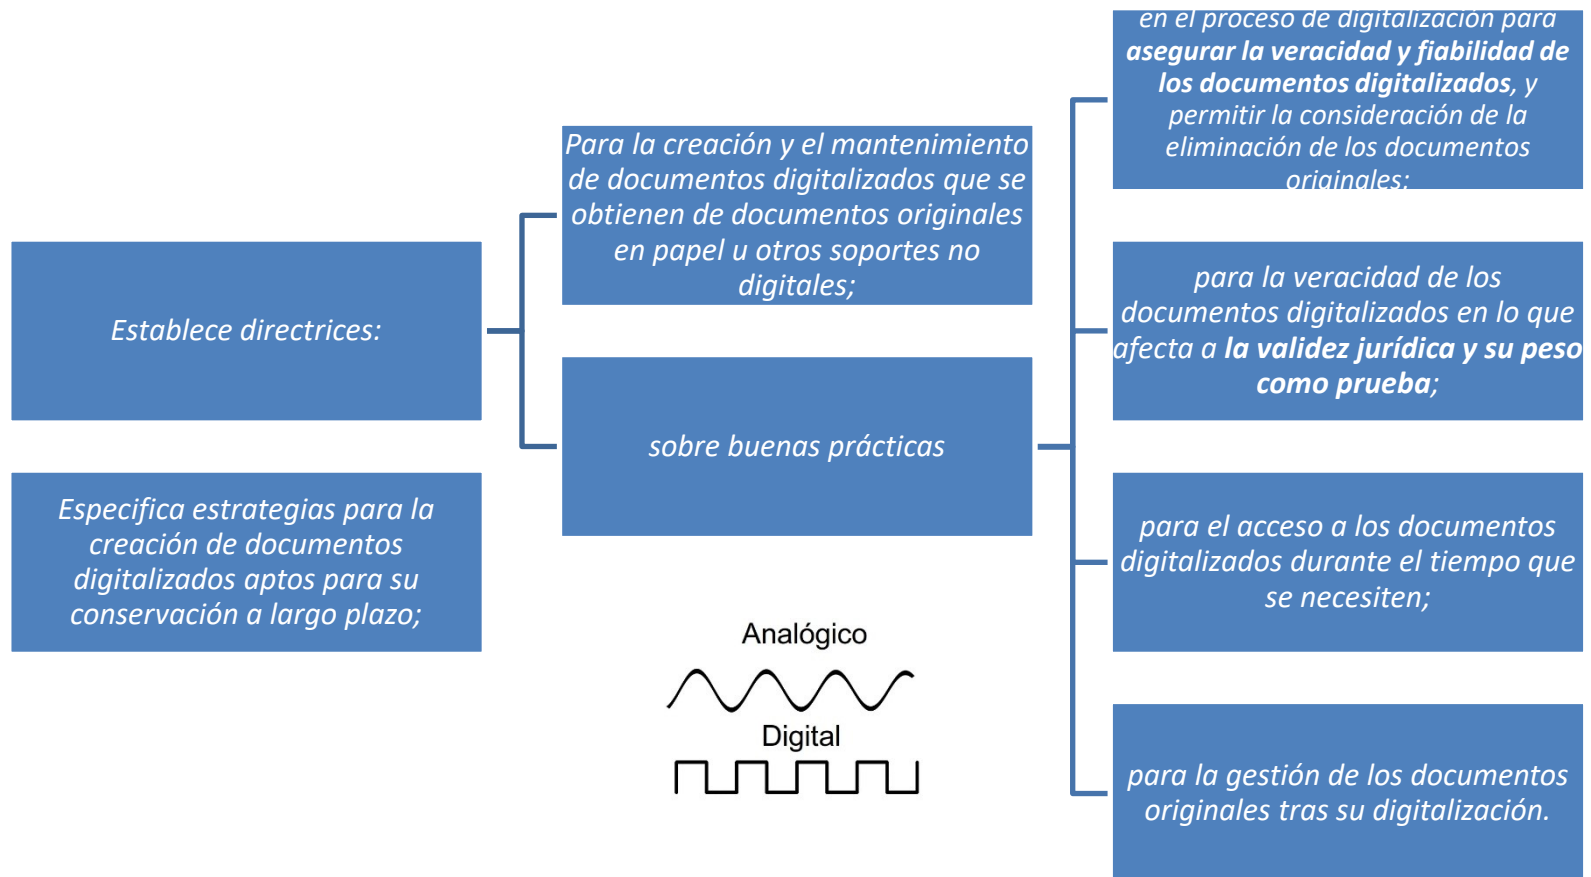 Establece directrices:
Especifica estrategias para la
creación de documentos
digitalizados aptos para su
conservación a largo plazo;
Para la creación y el mantenimiento
de documentos digitalizados que se
obtienen de documentos originales
en papel u otros soportes no
digitales;
sobre buenas prácticas
en el proceso de digitalización para
asegurar la veracidad y fiabilidad de
los documentos digitalizados, y
permitir la consideración de la
eliminación de los documentos
originales;
para la veracidad de los
documentos digitalizados en lo que
afecta a la validez jurídica y su peso
como prueba;
para el acceso a los documentos
digitalizados durante el tiempo que
se necesiten;
para la gestión de los documentos
originales tras su digitalización.
Analógico
Digital